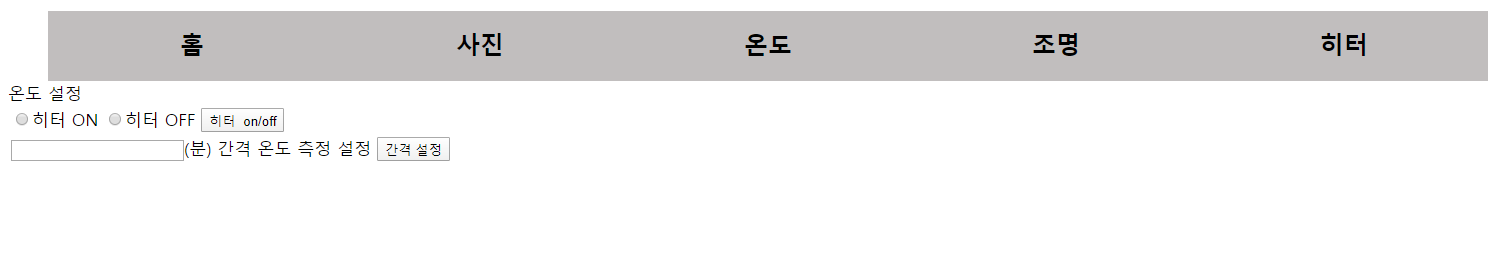 홈 사진 온도 조명 히터
온도 설정
히터 ON 히터 OFF 히터 on/off
(분) 간격 온도 측정 설정 간격 설정